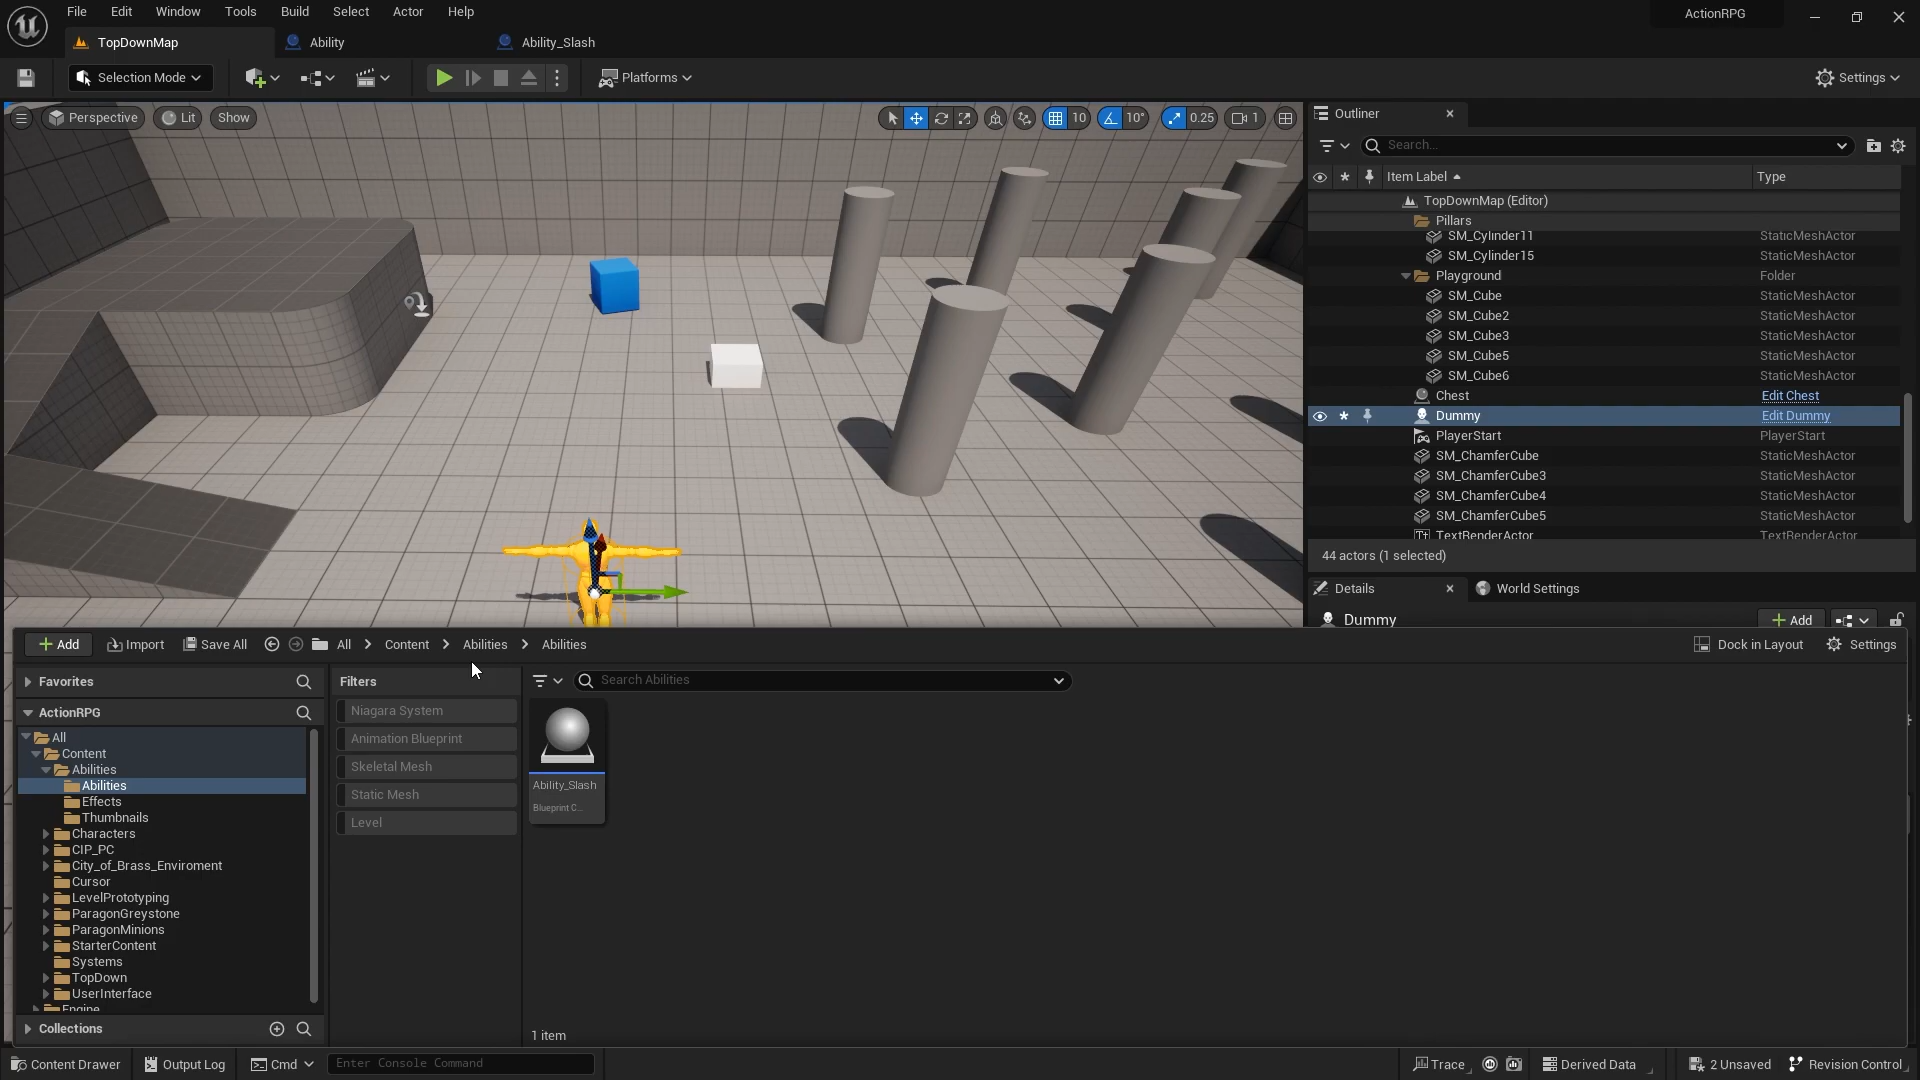 File Edit Window Tools Build Select Actor Help
ActionRPG
TopDownMap
Ability
Ability_Slash
Selection Mode
Platforms
Settings
Perspective
Lit
Show
10
10°
0.25
1
Outliner
Search...
Item Label
Type
TopDownMap (Editor)
Pillars
SM_Cylinder11 StaticMeshActor
SM_Cylinder15 StaticMeshActor
Playground Folder
SM_Cube StaticMeshActor
SM_Cube2 StaticMeshActor
SM_Cube3 StaticMeshActor
SM_Cube5 StaticMeshActor
SM_Cube6 StaticMeshActor
Chest Edit Chest
Dummy Edit Dummy
PlayerStart PlayerStart
SM_ChamferCube StaticMeshActor
SM_ChamferCube3 StaticMeshActor
SM_ChamferCube4 StaticMeshActor
SM_ChamferCube5 StaticMeshActor
TextRenderActor TextRenderActor
44 actors (1 selected)
Details
World Settings
Dummy
Add
Add
Import
Save All
All
Content
Abilities
Abilities
Dock in Layout
Settings
Favorites
ActionRPG
All
Content
Abilities
Abilities
Effects
Thumbnails
Characters
CIP_PC
City_of_Brass_Enviroment
Cursor
LevelPrototyping
ParagonGreystone
ParagonMinions
StarterContent
Systems
TopDown
UserInterface
Engine
Collections
Filters
Niagara System
Animation Blueprint
Skeletal Mesh
Static Mesh
Level
Search Abilities
Ability_Slash
Blueprint C...
1 item
Content Drawer
Output Log
Cmd
Enter Console Command
Trace
Derived Data
2 Unsaved
Revision Control